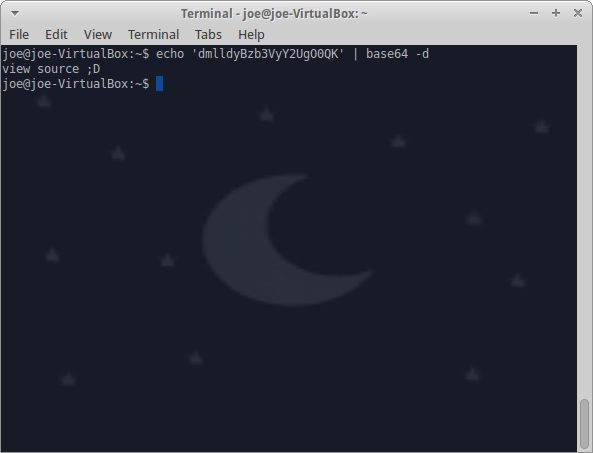 Terminal - joe@joe-VirtualBox: ~
File Edit View Terminal Tabs Help
joe@joe-VirtualBox:~$ echo 'dmlldyBzb3VyY2UgO0QK' | base64 -d
view source ;D
joe@joe-VirtualBox:~$